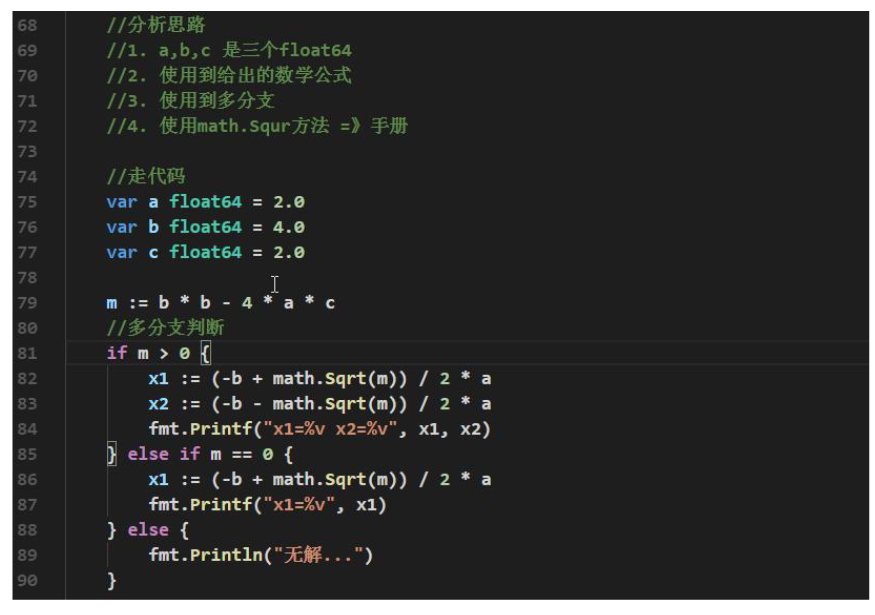 68 //分析思路
69 //1. a,b,c 是三个float64
70 //2. 使用到给出的数学公式
71 //3. 使用到多分支
72 //4. 使用math.Squr方法 =》手册
73
74 //走代码
75 var a float64 = 2.0
76 var b float64 = 4.0
77 var c float64 = 2.0
78
79 m := b * b - 4 * a * c
80 //多分支判断
81 if m > 0 {
82 x1 := (-b + math.Sqrt(m)) / 2 * a
83 x2 := (-b - math.Sqrt(m)) / 2 * a
84 fmt.Printf("x1=%v x2=%v", x1, x2)
85 } else if m == 0 {
86 x1 := (-b + math.Sqrt(m)) / 2 * a
87 fmt.Printf("x1=%v", x1)
88 } else {
89 fmt.Println("无解...")
90 }